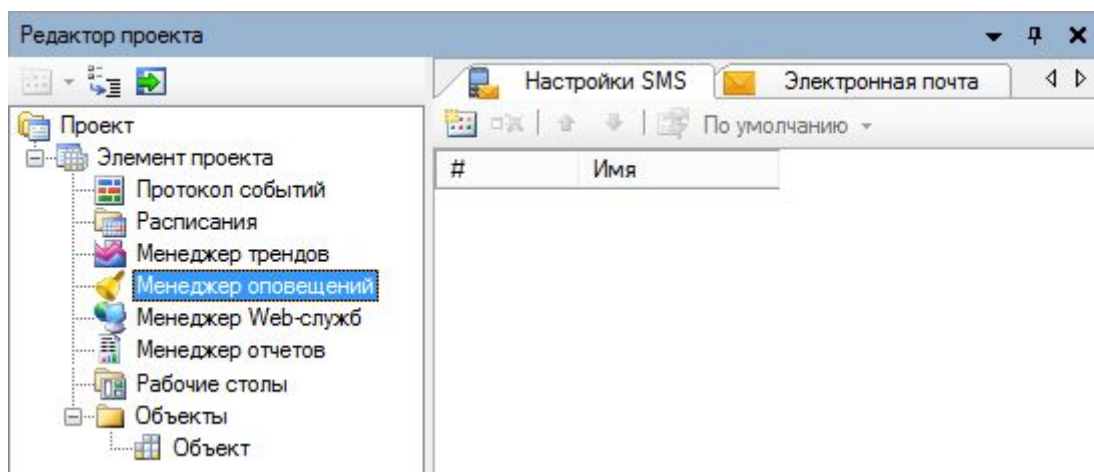 Редактор проекта
Настройки SMS
Электронная почта
По умолчанию
# Имя
Проект
Элемент проекта
Протокол событий
Расписания
Менеджер трендов
Менеджер оповещений
Менеджер Web-служб
Менеджер отчетов
Рабочие столы
Объекты
Объект